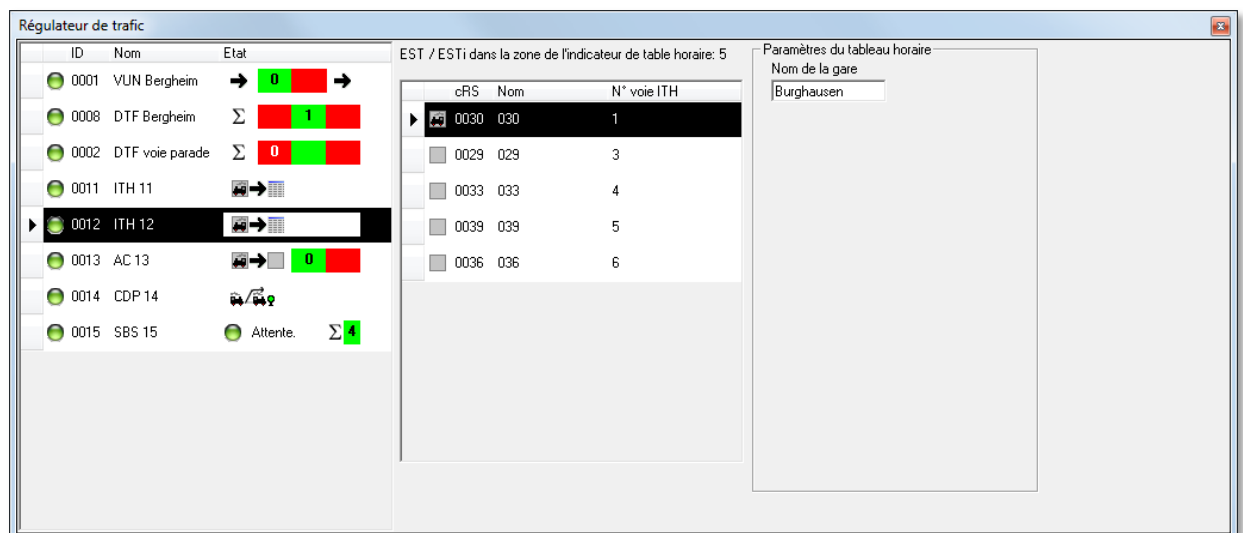 Régulateur de trafic
ID Nom Etat
0001 VUN Bergheim 0
0008 DTF Bergheim Σ 1
0002 DTF voie parade Σ 0
0011 ITH 11
0012 ITH 12
0013 AC 13 0
0014 CDP 14
0015 SBS 15 Attente. Σ 4
EST / ESTi dans la zone de l'indicateur de table horaire: 5
cRS Nom N° voie ITH
0030 030 1
0029 029 3
0033 033 4
0039 039 5
0036 036 6
Paramètres du tableau horaire
Nom de la gare
Burghausen